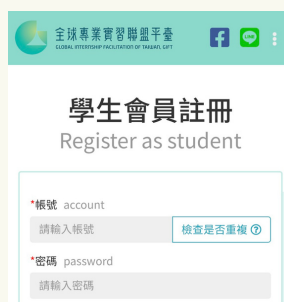 全球專業實習聯盟平臺
GLOBAL INTERNSHIP FACILITATION OF TAIWAN, GIFT
學生會員註冊
Register as student
*帳號 account
請輸入帳號 檢查是否重複
*密碼 password
請輸入密碼